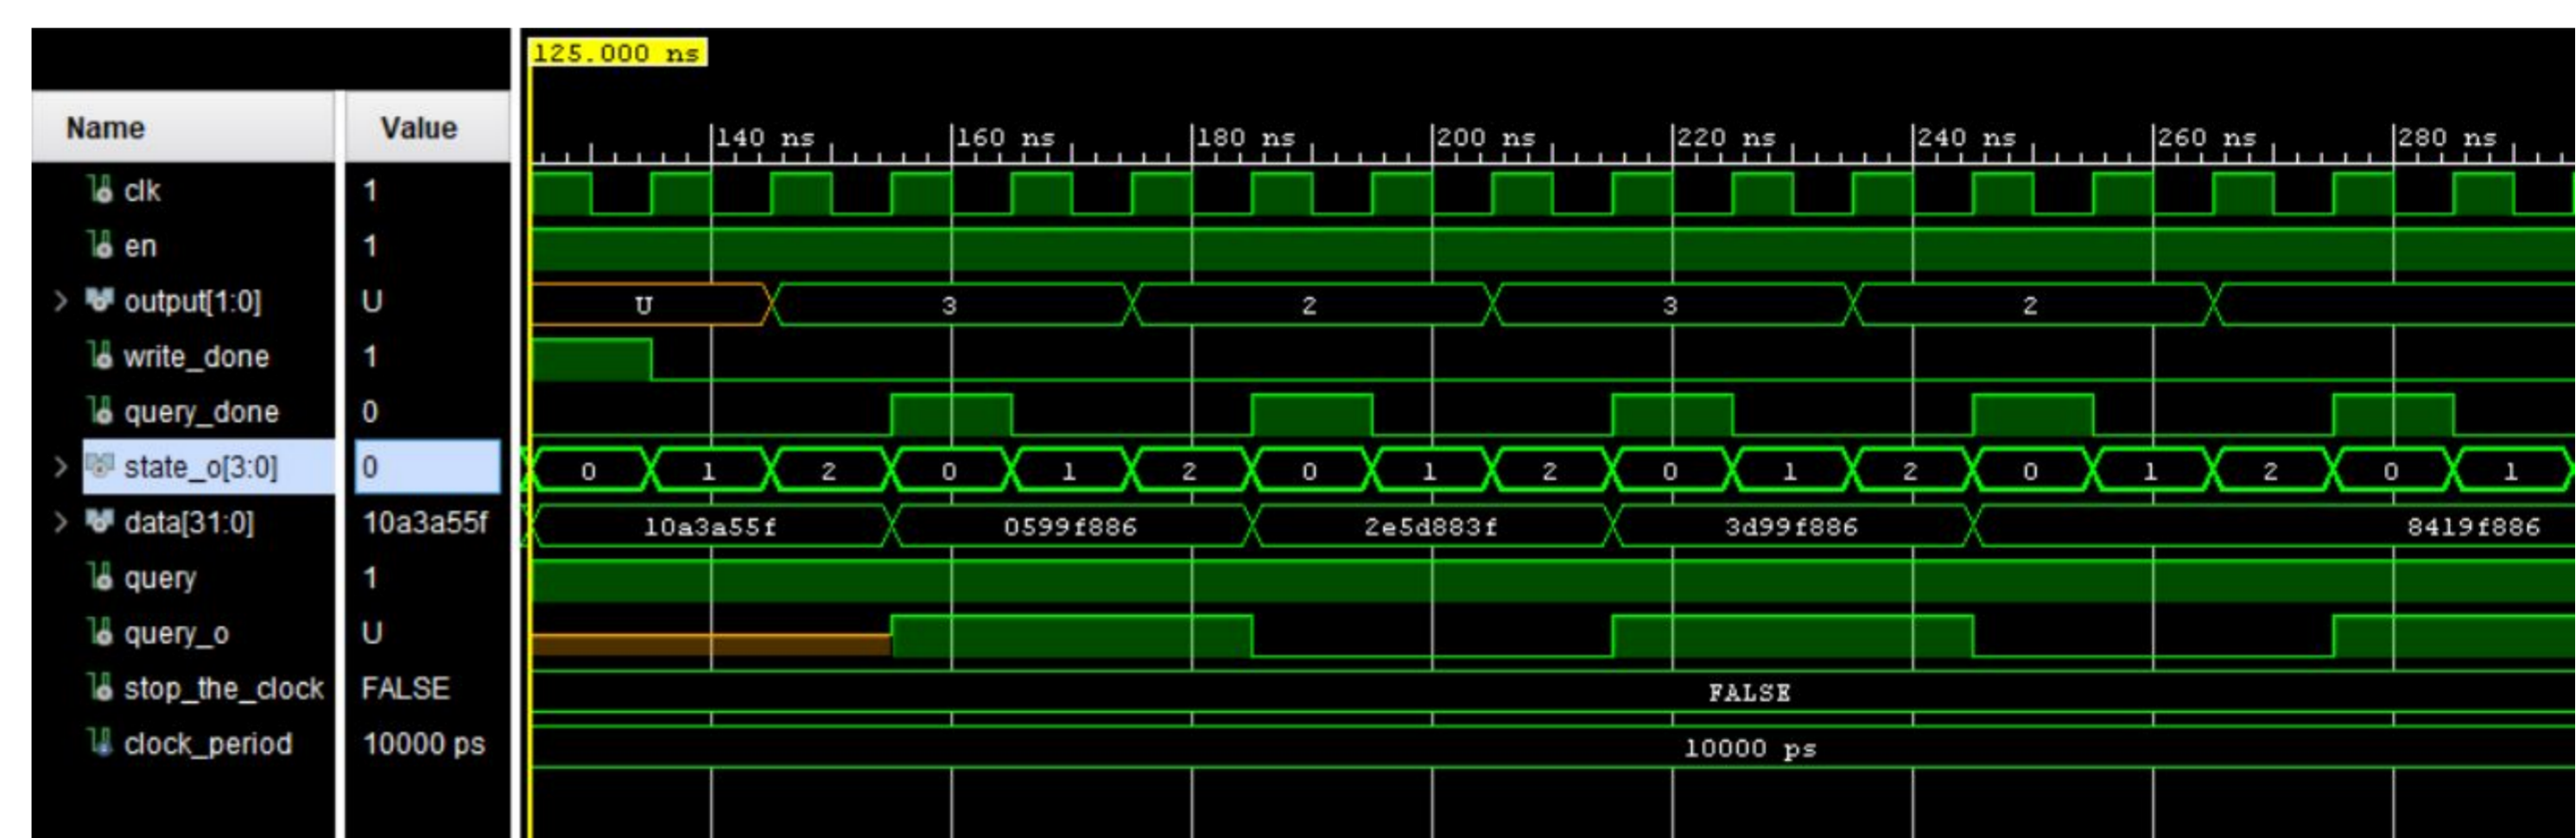 125.000 ns
Name Value
140 ns 160 ns 180 ns 200 ns 220 ns 240 ns 260 ns 280 ns
clk 1
en 1
output[1:0] U U 3 2 3 2
write_done 1
query_done 0
state_o[3:0] 0 0 1 2 0 1 2 0 1 2 0 1 2 0 1 2 0 1
data[31:0] 10a3a55f 10a3a55f 0599f886 2e5d883f 3d99f886 8419f886
query 1
query_o U
stop_the_clock FALSE FALSE
clock_period 10000 ps 10000 ps